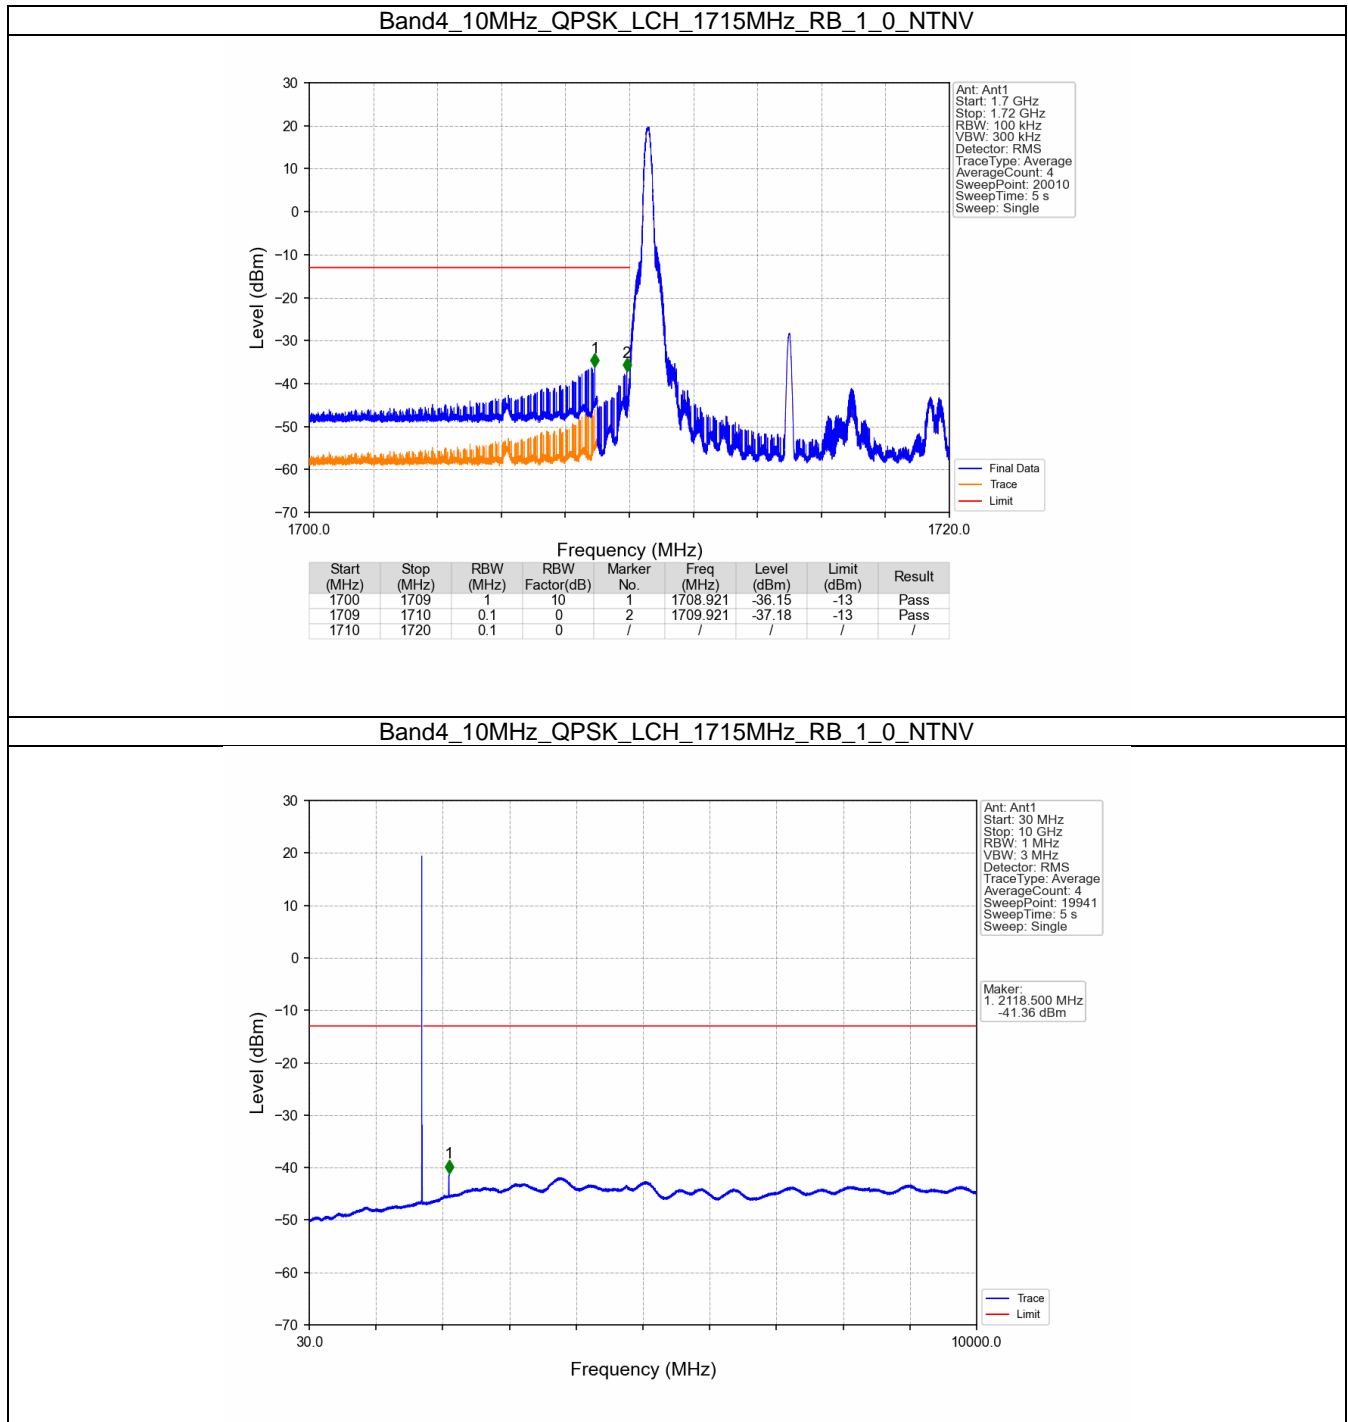 Band4_10MHz_QPSK_LCH_1715MHz_RB_1_0_NTNV
30
20
10
0
−10
−20
−30
−40
−50
−60
−70
Level (dBm)
1
2
1700.0
1720.0
Frequency (MHz)
Ant: Ant1
Start: 1.7 GHz
Stop: 1.72 GHz
RBW: 100 kHz
VBW: 300 kHz
Detector: RMS
TraceType: Average
AverageCount: 4
SweepPoint: 20010
SweepTime: 5 s
Sweep: Single
Final Data
Trace
Limit
Start (MHz) Stop (MHz) RBW (MHz) RBW Factor(dB) Marker No. Freq (MHz) Level (dBm) Limit (dBm) Result
1700 1709 1 10 1 1708.921 -36.15 -13 Pass
1709 1710 0.1 0 2 1709.921 -37.18 -13 Pass
1710 1720 0.1 0 / / / / /
Band4_10MHz_QPSK_LCH_1715MHz_RB_1_0_NTNV
30
20
10
0
−10
−20
−30
−40
−50
−60
−70
Level (dBm)
1
30.0
10000.0
Frequency (MHz)
Ant: Ant1
Start: 30 MHz
Stop: 10 GHz
RBW: 1 MHz
VBW: 3 MHz
Detector: RMS
TraceType: Average
AverageCount: 4
SweepPoint: 19941
SweepTime: 5 s
Sweep: Single
Maker:
1. 2118.500 MHz
-41.36 dBm
Trace
Limit